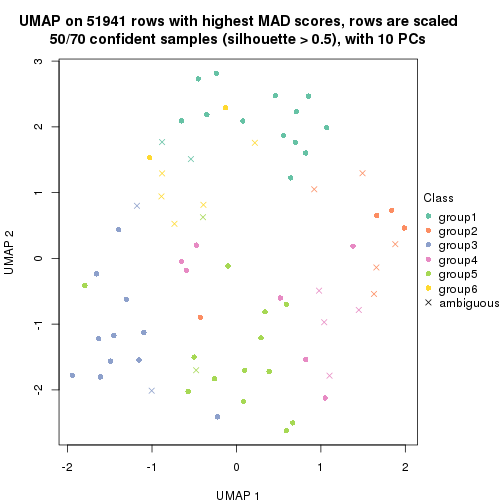 UMAP on 51941 rows with highest MAD scores, rows are scaled
50/70 confident samples (silhouette > 0.5), with 10 PCs
3
2
1
0
-1
-2
UMAP 2
-2
-1
0
1
2
UMAP 1
Class
group1
group2
group3
group4
group5
group6
ambiguous